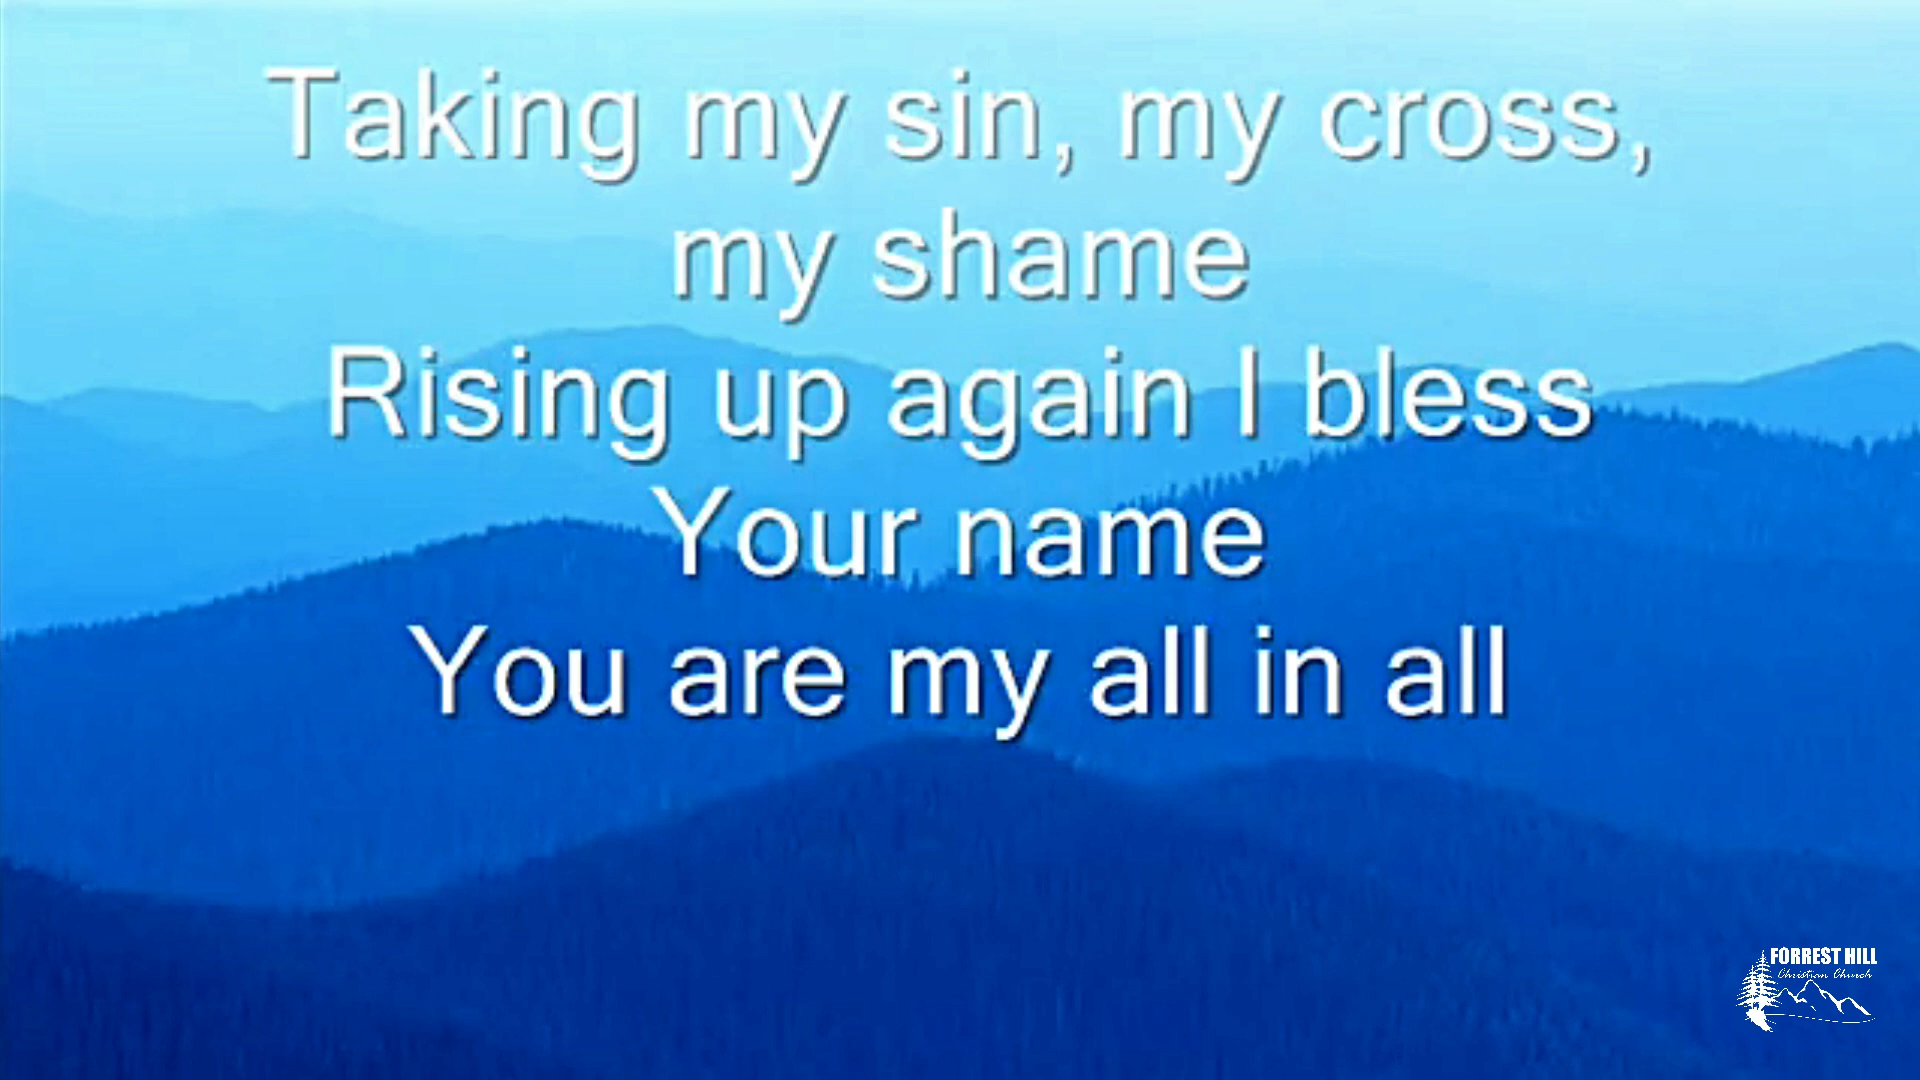 Taking my sin, my cross,
my shame
Rising up again I bless
Your name
You are my all in all
FORREST HILL
Christian Church